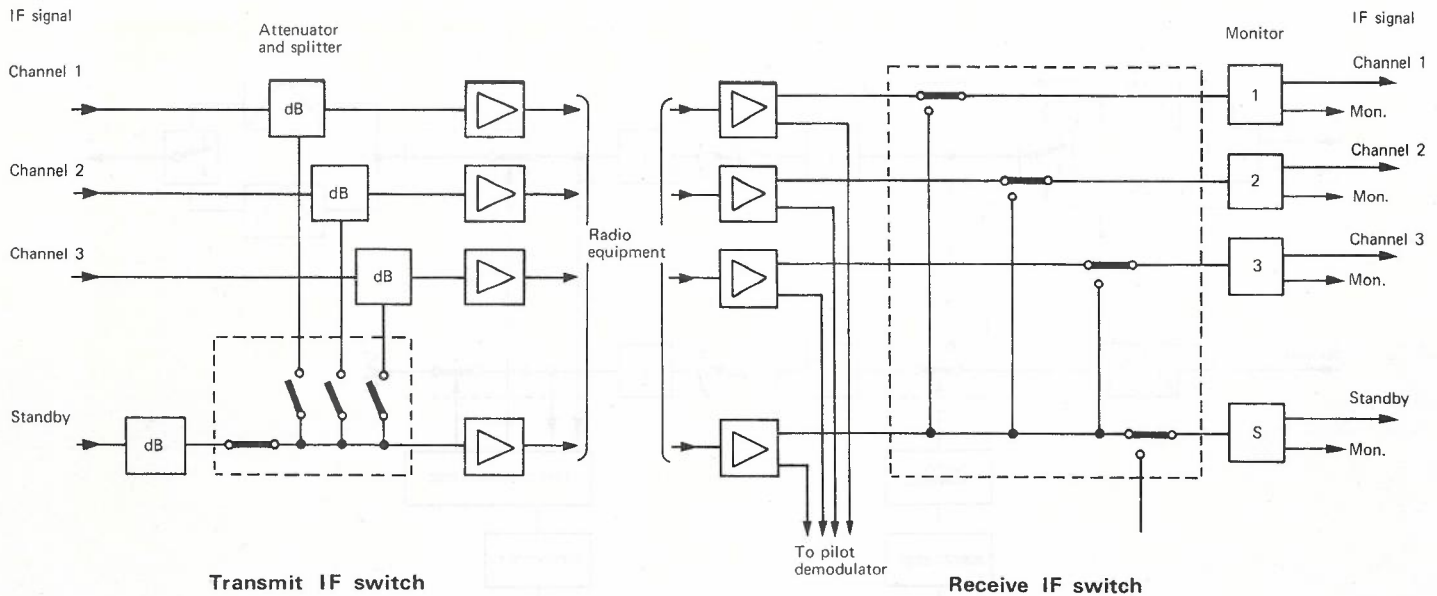 IF signal
Attenuator
and splitter
Channel 1
dB
Channel 2
dB
Channel 3
dB
Standby
dB
Radio
equipment
Transmit IF switch
IF signal
Monitor
Channel 1
1
Mon.
Channel 2
2
Mon.
Channel 3
3
Mon.
Standby
S
Mon.
To pilot
demodulator
Receive IF switch